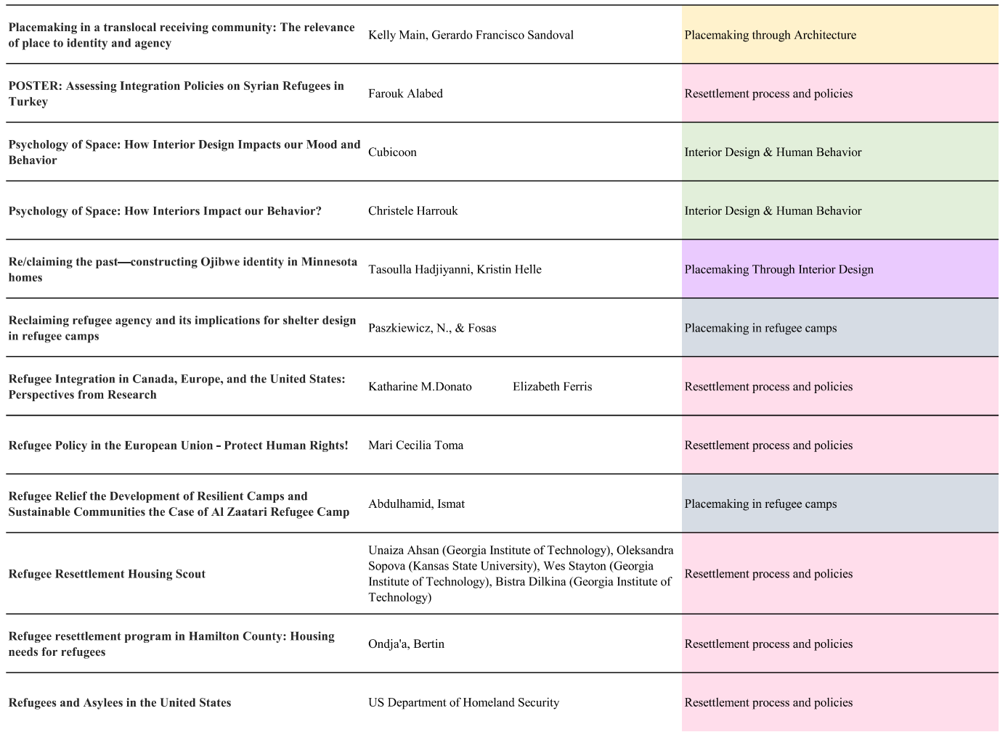 Placemaking in a translocal receiving community: The relevance
of place to identity and agency
Kelly Main, Gerardo Francisco Sandoval
Placemaking through Architecture
POSTER: Assessing Integration Policies on Syrian Refugees in
Turkey
Farouk Alabed
Resettlement process and policies
Psychology of Space: How Interior Design Impacts our Mood and
Behavior
Cubicoon
Interior Design & Human Behavior
Psychology of Space: How Interiors Impact our Behavior?
Christele Harrouk
Interior Design & Human Behavior
Re/claiming the past—constructing Ojibwe identity in Minnesota
homes
Tasoulla Hadjiyanni, Kristin Helle
Placemaking Through Interior Design
Reclaiming refugee agency and its implications for shelter design
in refugee camps
Paszkiewicz, N., & Fosas
Placemaking in refugee camps
Refugee Integration in Canada, Europe, and the United States:
Perspectives from Research
Katharine M.Donato Elizabeth Ferris
Resettlement process and policies
Refugee Policy in the European Union - Protect Human Rights!
Mari Cecilia Toma
Resettlement process and policies
Refugee Relief the Development of Resilient Camps and
Sustainable Communities the Case of Al Zaatari Refugee Camp
Abdulhamid, Ismat
Placemaking in refugee camps
Refugee Resettlement Housing Scout
Unaiza Ahsan (Georgia Institute of Technology), Oleksandra
Sopova (Kansas State University), Wes Stayton (Georgia
Institute of Technology), Bistra Dilkina (Georgia Institute of
Technology)
Resettlement process and policies
Refugee resettlement program in Hamilton County: Housing
needs for refugees
Ondja'a, Bertin
Resettlement process and policies
Refugees and Asylees in the United States
US Department of Homeland Security
Resettlement process and policies